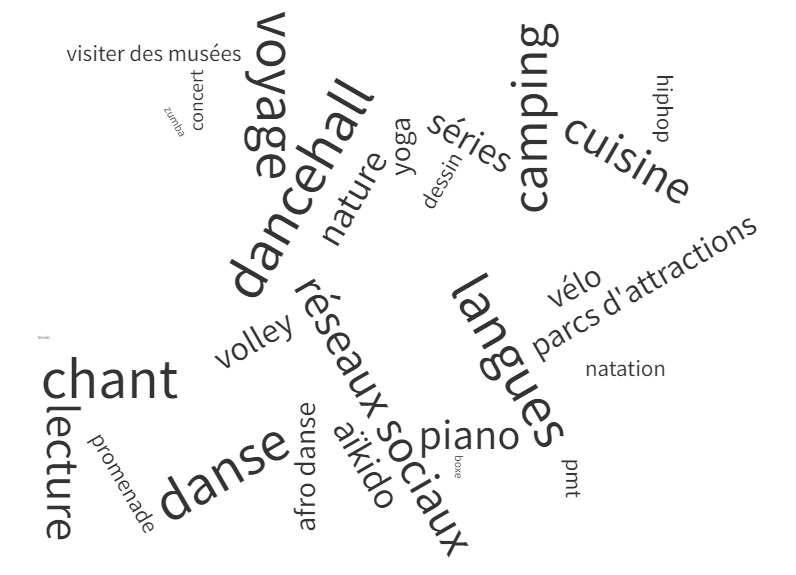 voyage
visiter des musées
concert
zumba
dancehall
nature
yoga
séries
dessin
camping
cuisine
hiphop
vélo
parcs d'attractions
langues
natation
volley
réseaux sociaux
chant
lecture
promenade
danse
afro danse
aïkido
piano
boxe
pmt